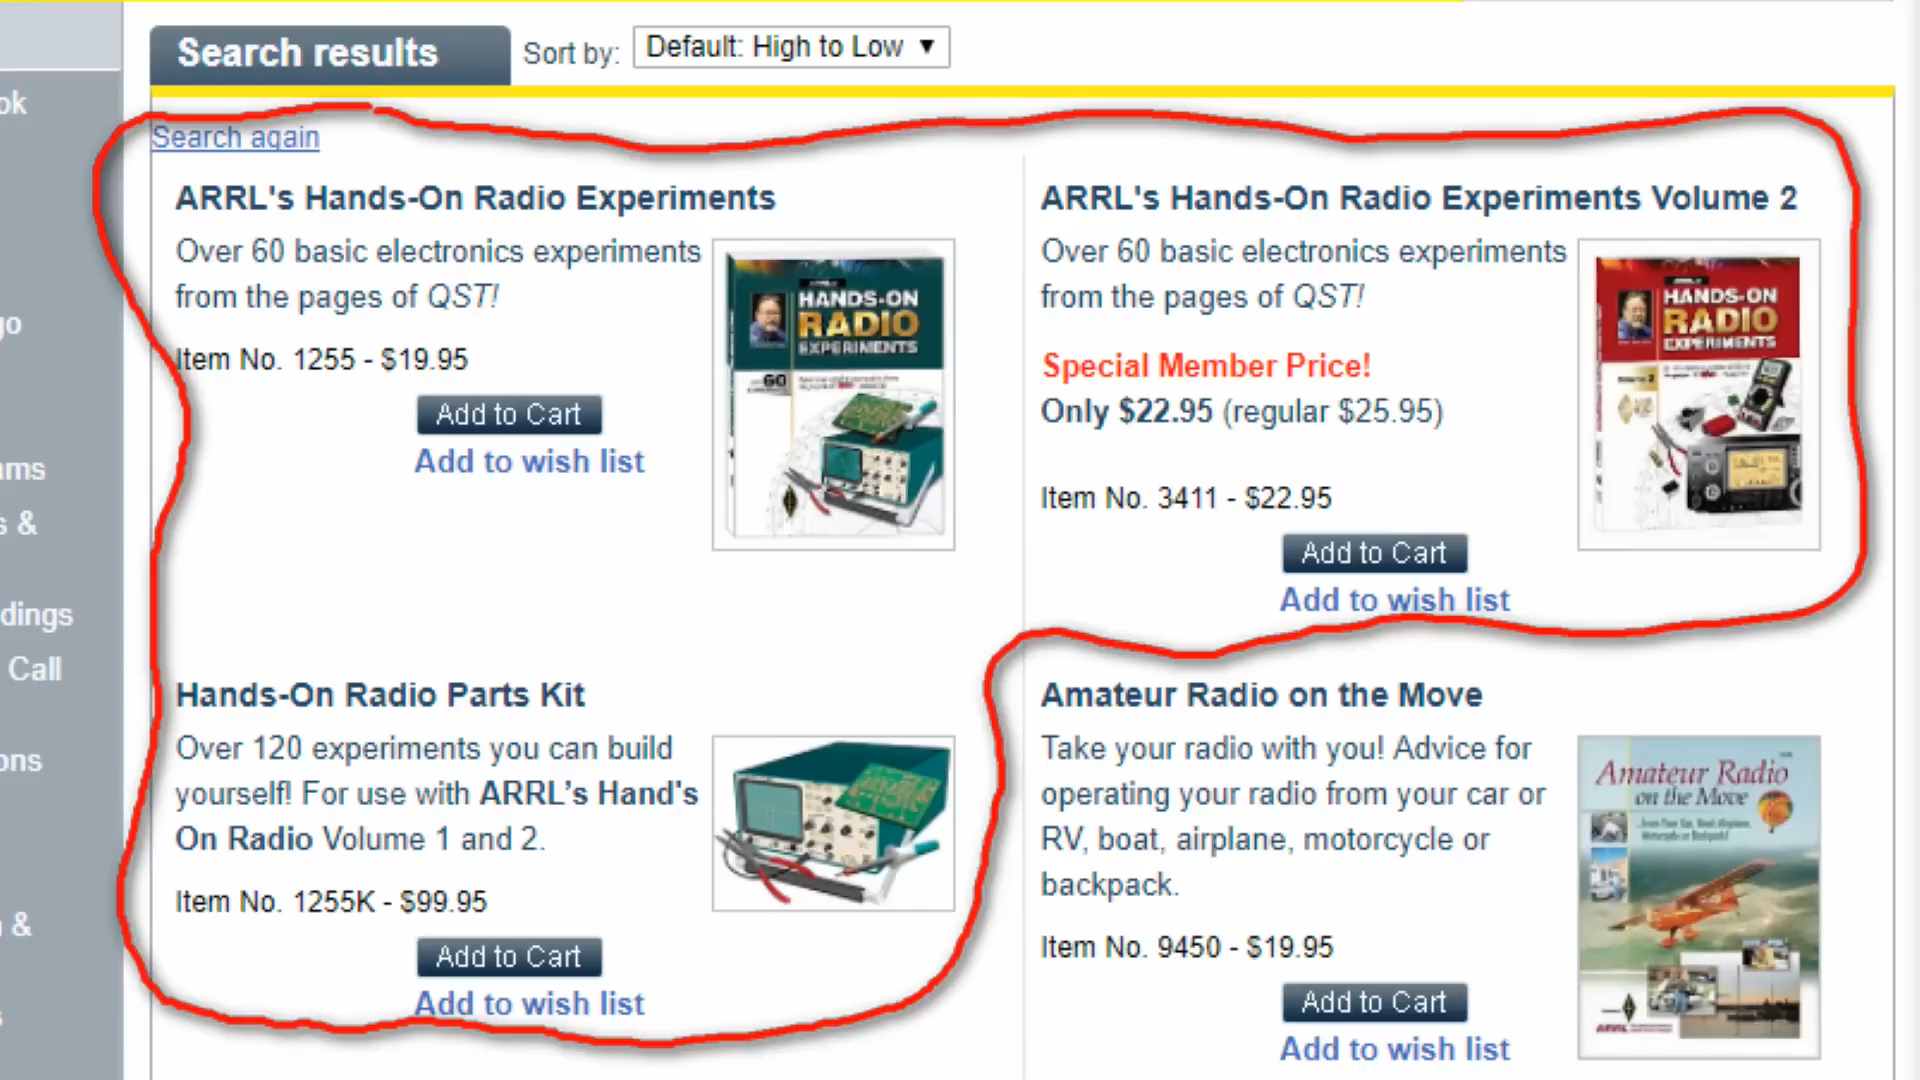 Search results
Sort by:
Default: High to Low
Search again
ARRL's Hands-On Radio Experiments
Over 60 basic electronics experiments
from the pages of QST!
Item No. 1255 - $19.95
Add to Cart
Add to wish list
HANDS-ON
RADIO
EXPERIMENTS
60
ARRL's Hands-On Radio Experiments Volume 2
Over 60 basic electronics experiments
from the pages of QST!
Special Member Price!
Only $22.95 (regular $25.95)
Item No. 3411 - $22.95
Add to Cart
Add to wish list
HANDS-ON
RADIO
EXPERIMENTS
Hands-On Radio Parts Kit
Over 120 experiments you can build
yourself! For use with ARRL’s Hand's
On Radio Volume 1 and 2.
Item No. 1255K - $99.95
Add to Cart
Add to wish list
Amateur Radio on the Move
Take your radio with you! Advice for
operating your radio from your car or
RV, boat, airplane, motorcycle or
backpack.
Item No. 9450 - $19.95
Add to Cart
Add to wish list
Amateur Radio
on the Move
ARRL
ok
go
ams
s &
dings
Call
ons
&